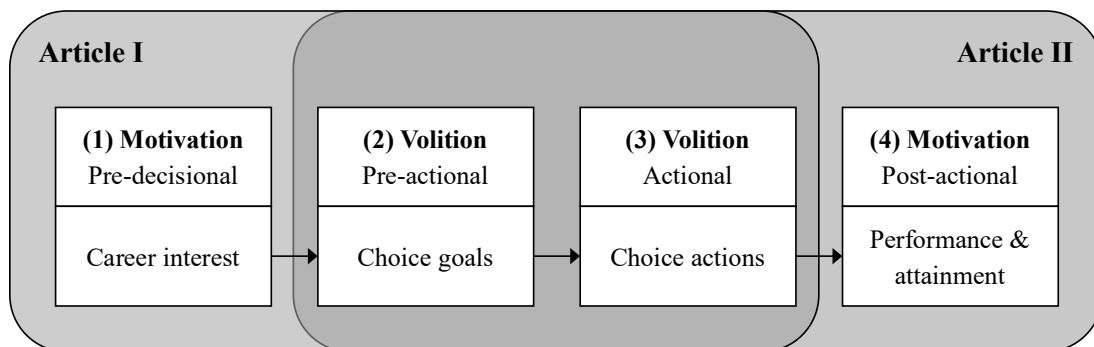 Article I
Article II
(1) Motivation
Pre-decisional
Career interest
(2) Volition
Pre-actional
Choice goals
(3) Volition
Actional
Choice actions
(4) Motivation
Post-actional
Performance &
attainment